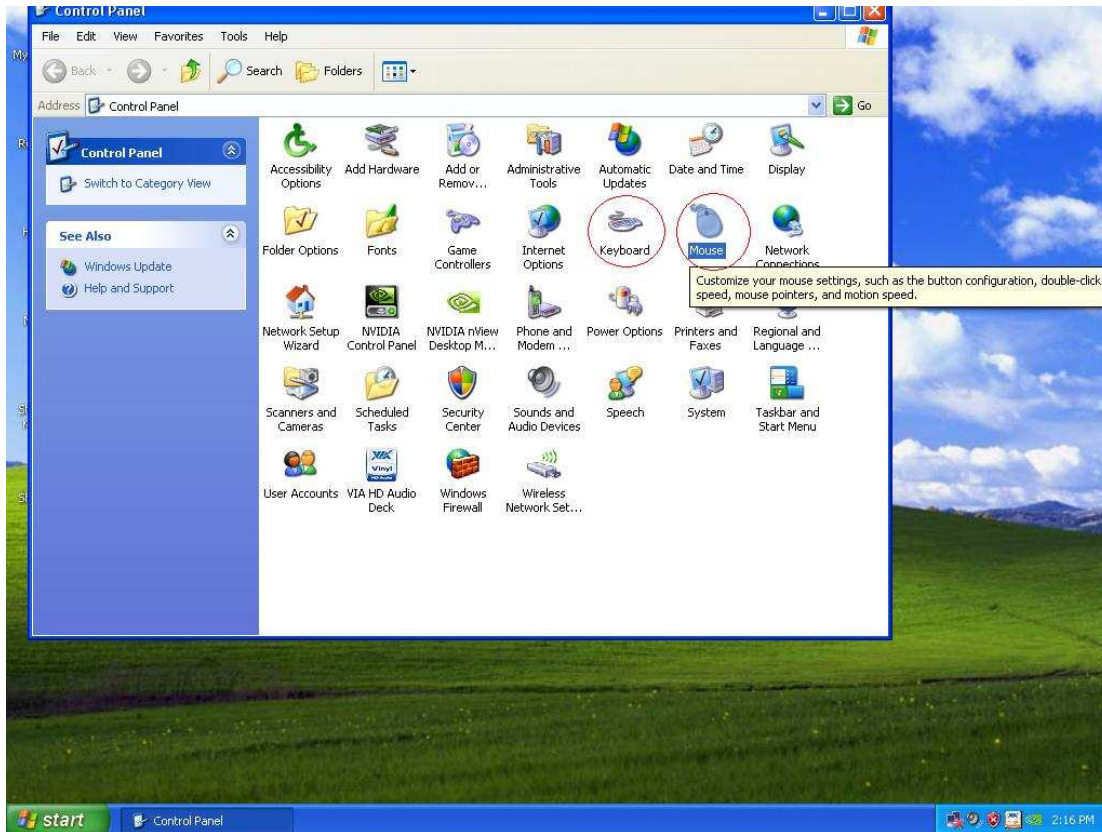 Control Panel
File Edit View Favorites Tools Help
Back Search Folders
Address Control Panel Go
Control Panel
Switch to Category View
See Also
Windows Update
Help and Support
Accessibility Options
Add Hardware
Add or Remov...
Administrative Tools
Automatic Updates
Date and Time
Display
Folder Options
Fonts
Game Controllers
Internet Options
Keyboard
Mouse
Network Connections
Customize your mouse settings, such as the button configuration, double-click
speed, mouse pointers, and motion speed.
Network Setup Wizard
NVIDIA Control Panel
NVIDIA nView Desktop M...
Phone and Modem ...
Power Options
Printers and Faxes
Regional and Language ...
Scanners and Cameras
Scheduled Tasks
Security Center
Sounds and Audio Devices
Speech
System
Taskbar and Start Menu
User Accounts
VIA HD Audio Deck
Windows Firewall
Wireless Network Set...
My
start Control Panel 2:16 PM